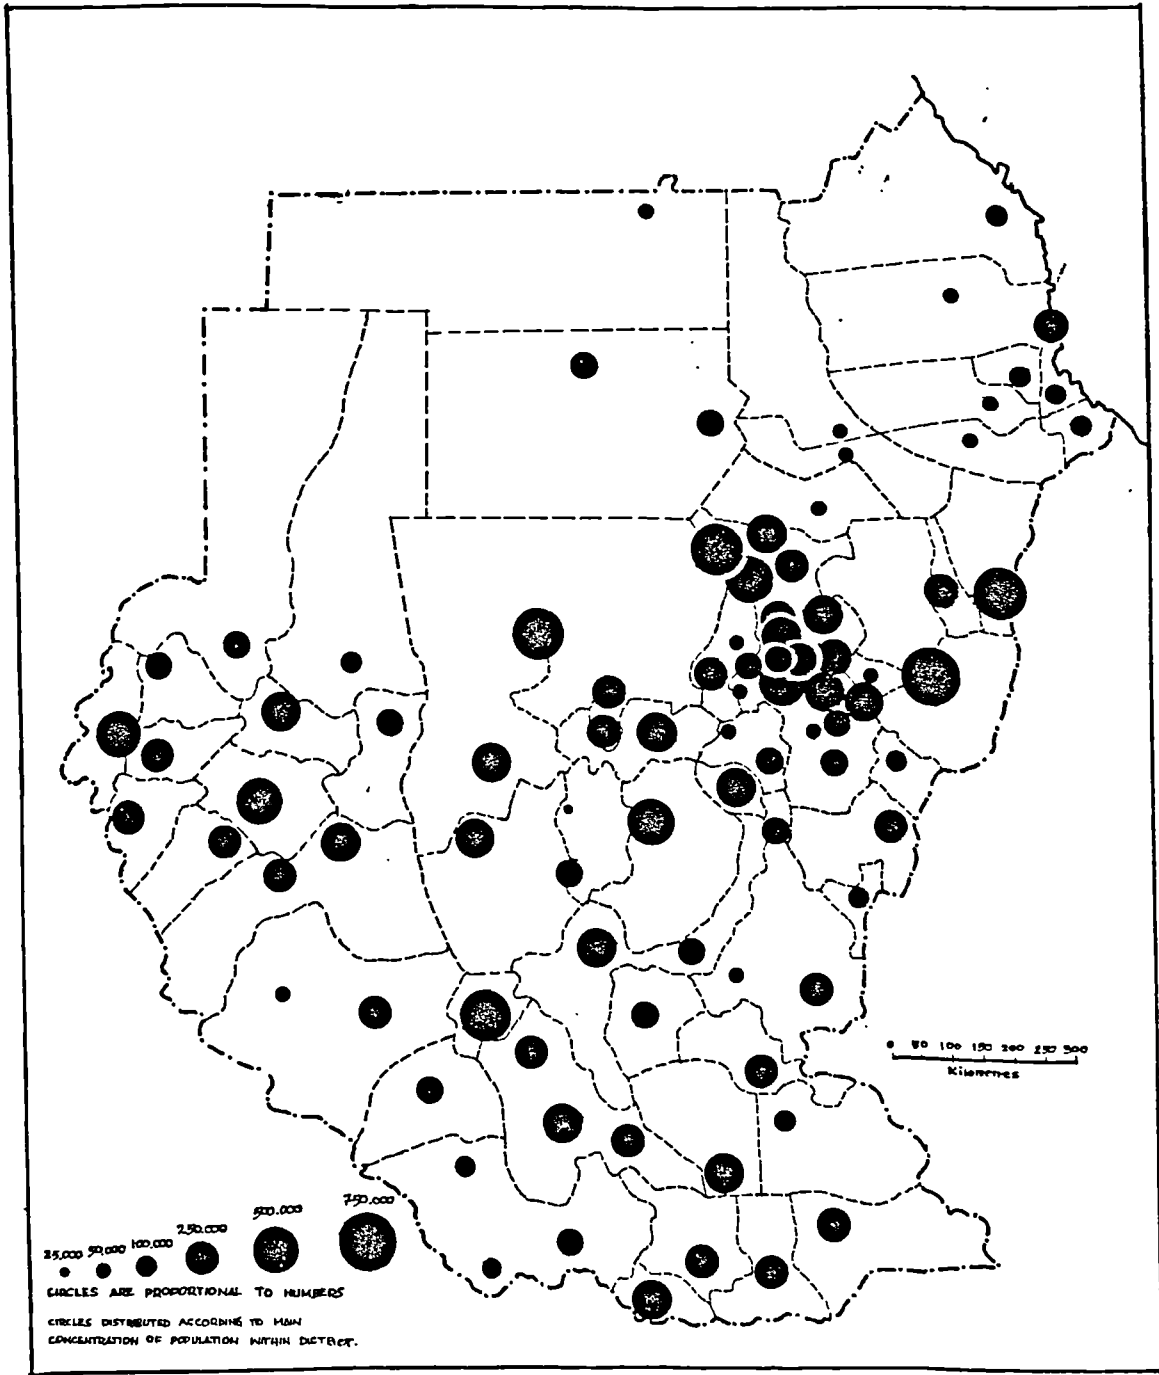 0 50 100 150 200 250 300
Kilometres
25,000 50,000 100,000 250.000 500.000 750.000
CIRCLES ARE PROPORTIONAL TO NUMBERS
CIRCLES DISTRIBUTED ACCORDING TO MAIN
CONCENTRATION OF POPULATION WITHIN DISTRICT.